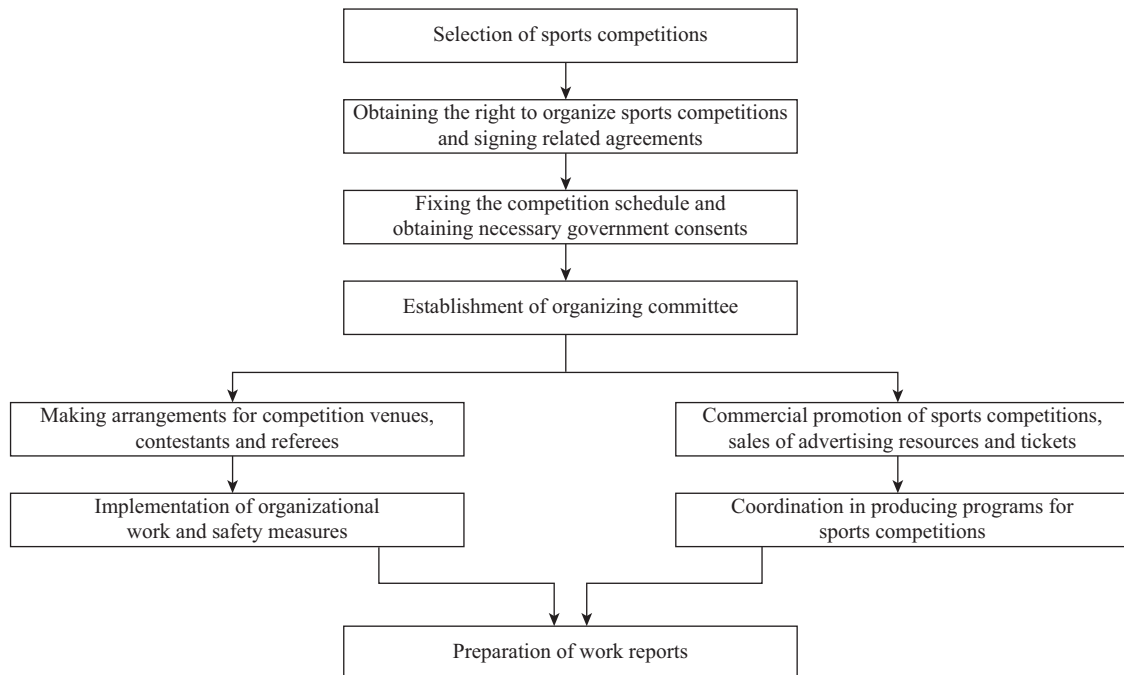 Selection of sports competitions
Obtaining the right to organize sports competitions
and signing related agreements
Fixing the competition schedule and
obtaining necessary government consents
Establishment of organizing committee
Making arrangements for competition venues,
contestants and referees
Commercial promotion of sports competitions,
sales of advertising resources and tickets
Implementation of organizational
work and safety measures
Coordination in producing programs for
sports competitions
Preparation of work reports